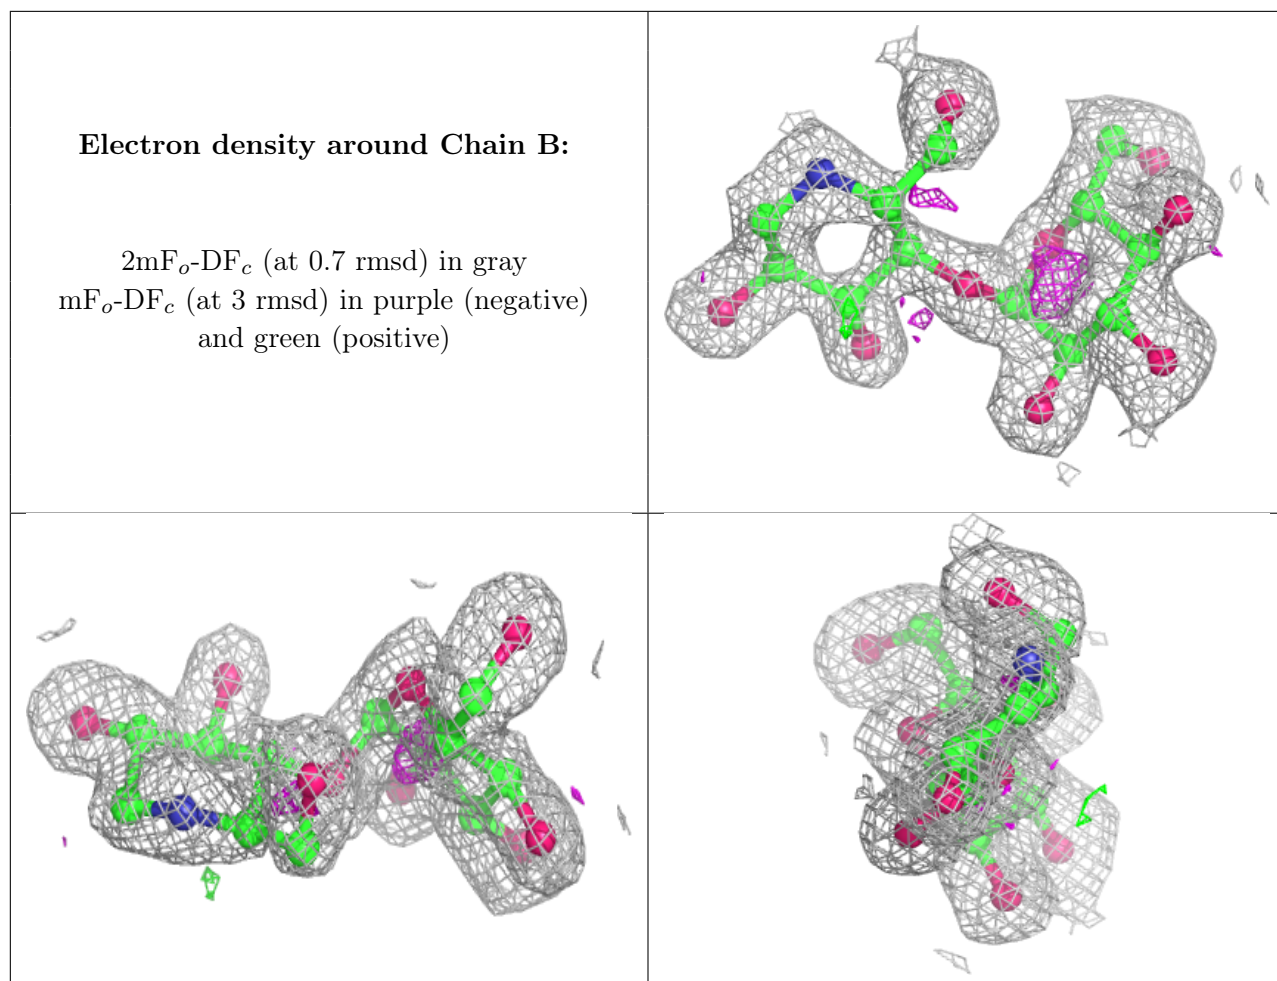 Electron density around Chain B:
2mFₒ-DF𝒸 (at 0.7 rmsd) in gray
mFₒ-DF𝒸 (at 3 rmsd) in purple (negative)
and green (positive)